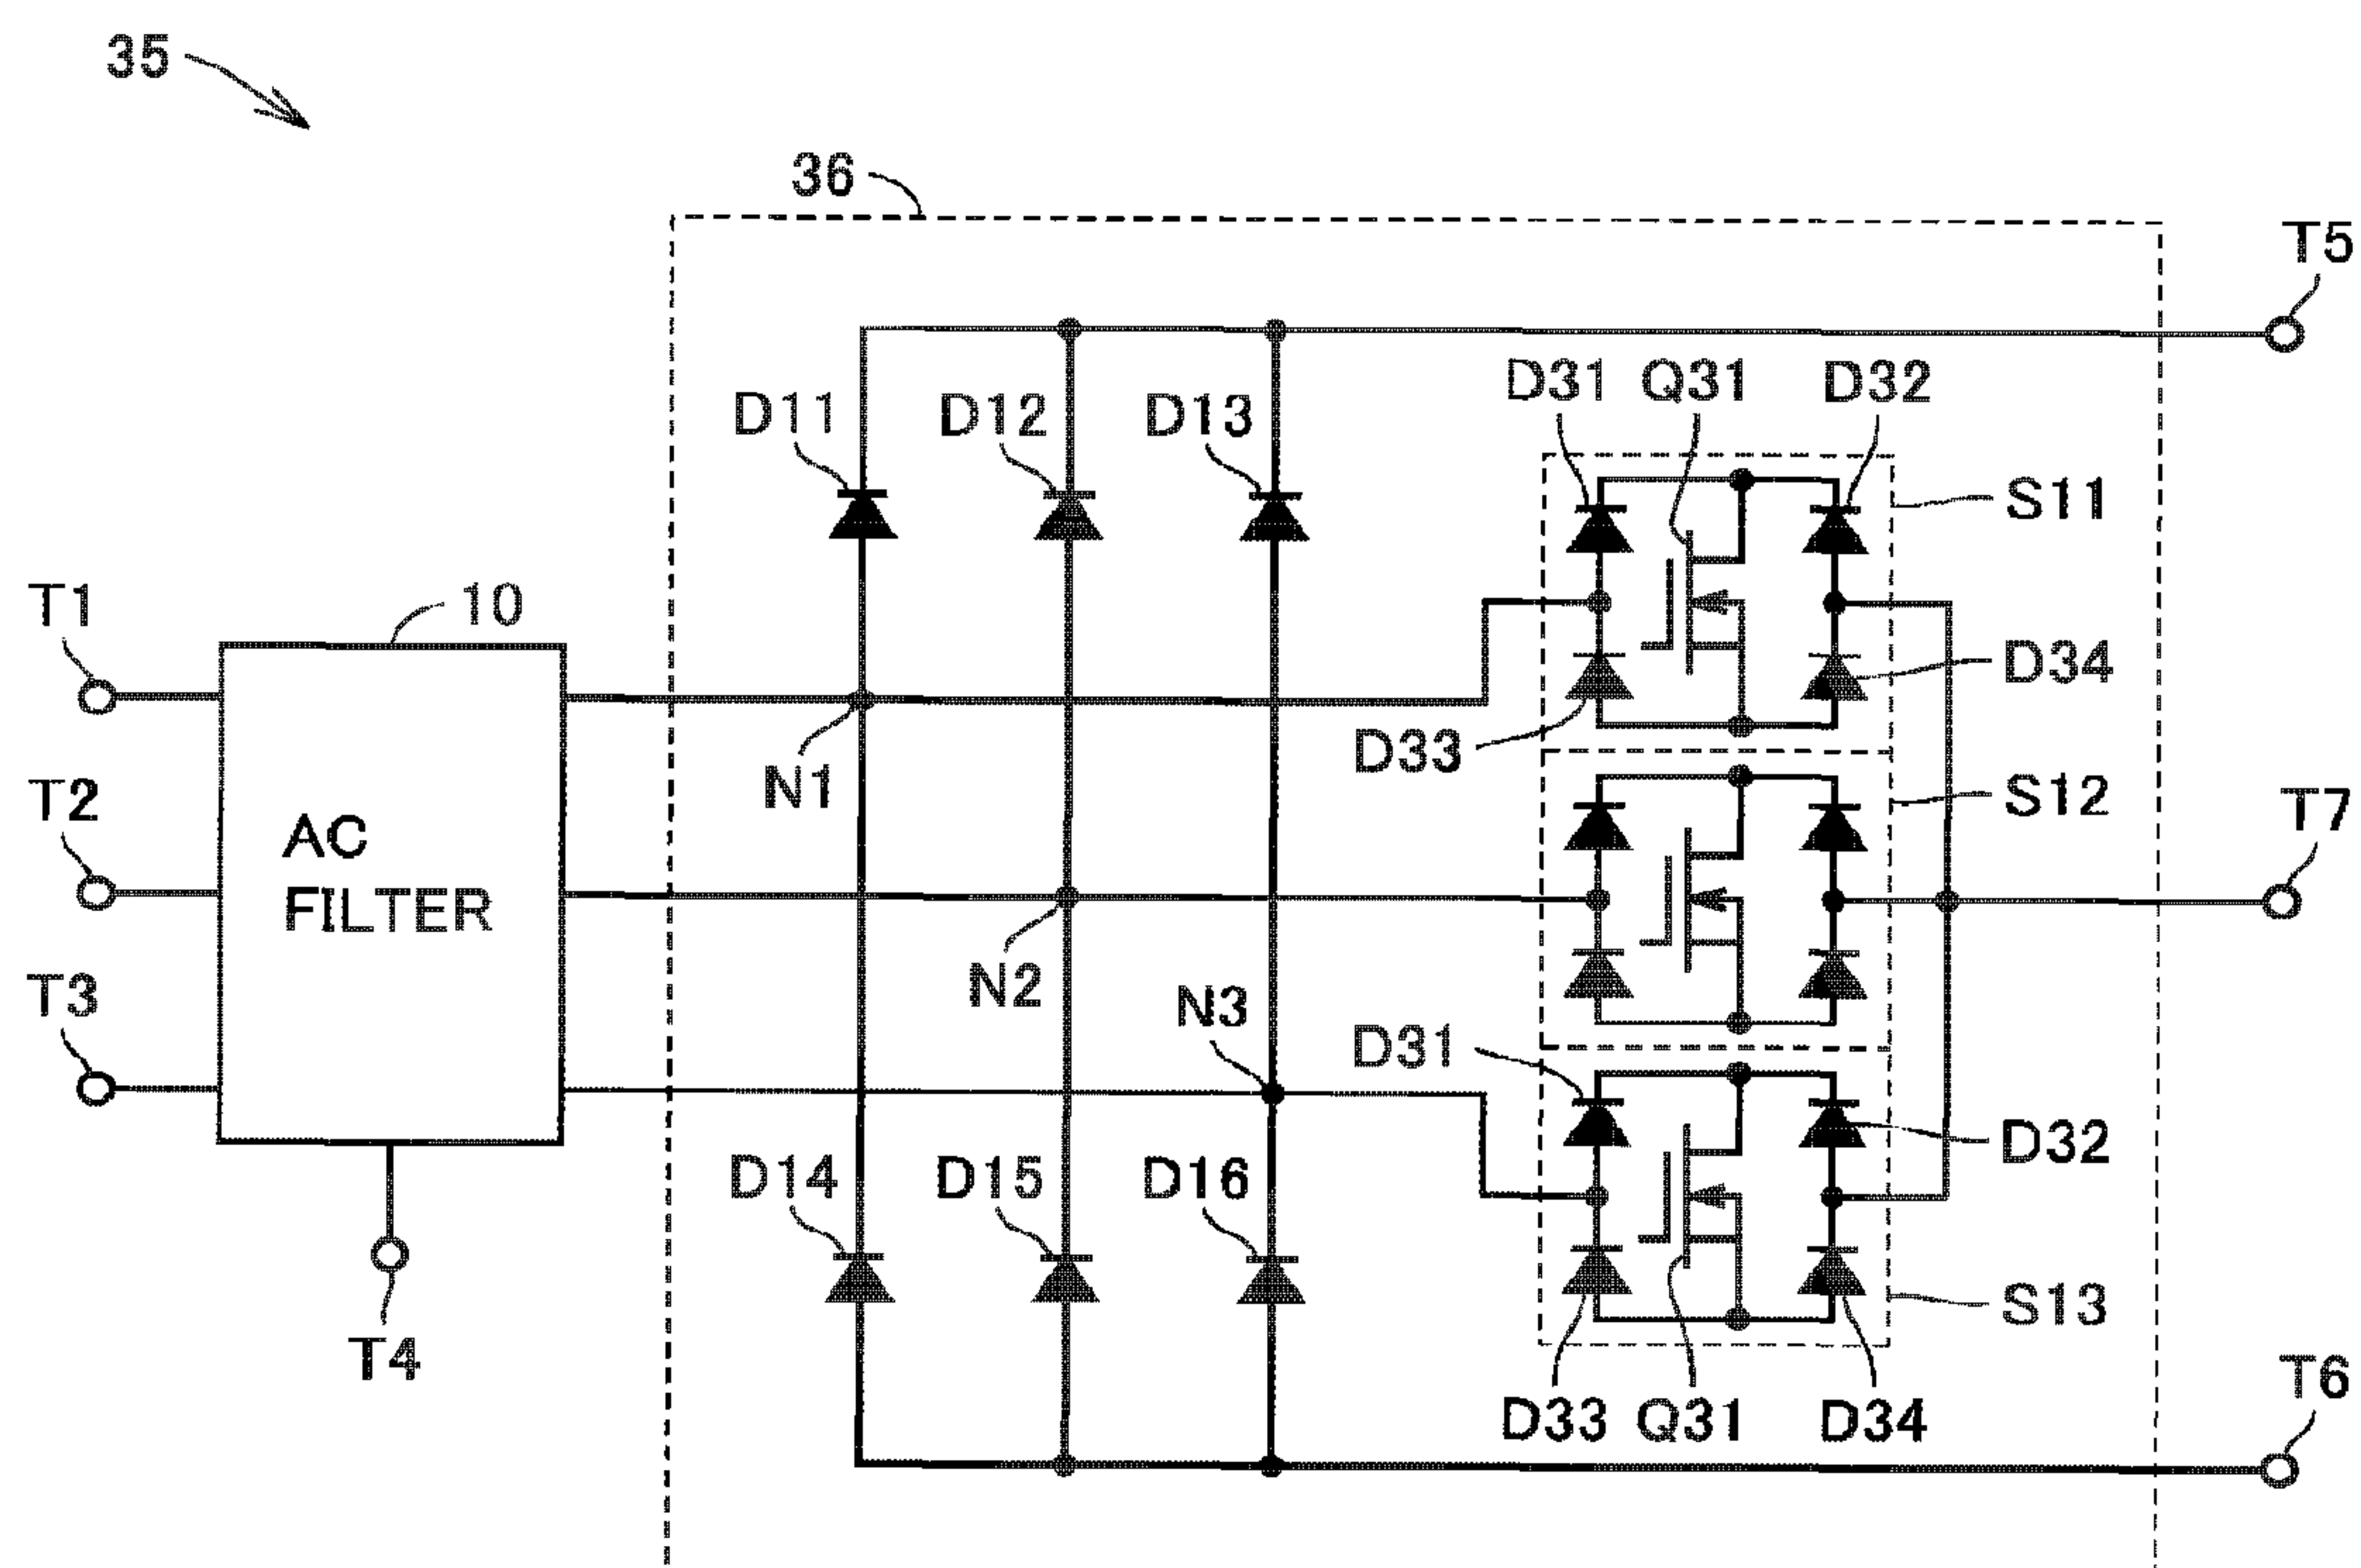 35
36
T5
D31 Q31 D32
D11 D12 D13
S11
T1
10
D34
D33
N1
T2
S12
T7
AC
FILTER
N2
T3
N3
D31
D32
D14 D15 D16
S13
T4
T6
D33 Q31 D34